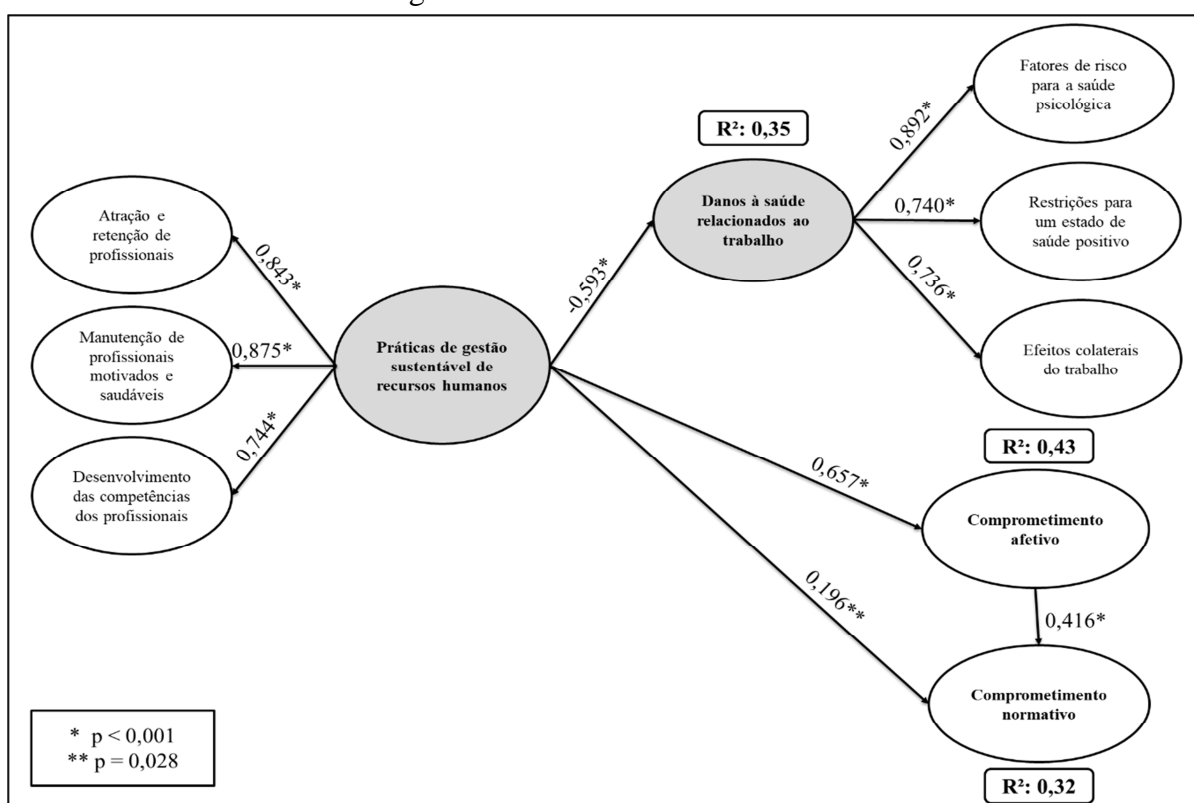 Atração e
retenção de
profissionais
Manutenção de
profissionais
motivados e
saudáveis
Desenvolvimento
das competências
dos profissionais
0,843*
0,875*
0,744*
Práticas de gestão
sustentável de
recursos humanos
-0,593*
0,657*
0,196**
R²: 0,35
Danos à saúde
relacionados ao
trabalho
0,892*
0,740*
0,736*
Fatores de risco
para a saúde
psicológica
Restrições para
um estado de
saúde positivo
Efeitos colaterais
do trabalho
R²: 0,43
Comprometimento
afetivo
0,416*
Comprometimento
normativo
R²: 0,32
* p < 0,001
** p = 0,028